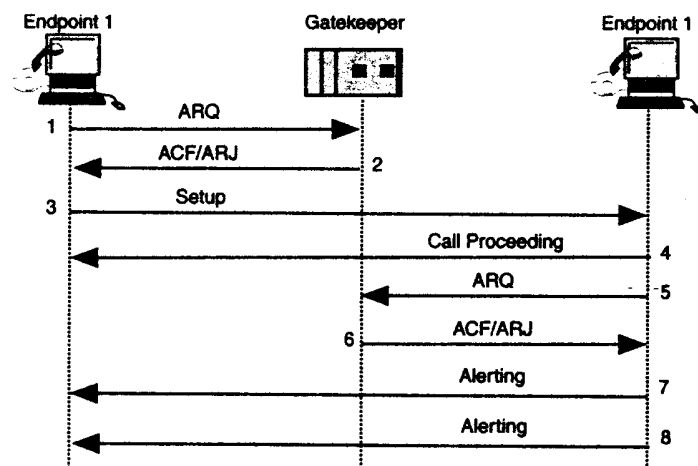 Endpoint 1 Gatekeeper Endpoint 1
ARQ
1
ACF/ARJ
2
3 Setup
Call Proceeding
4
ARQ
5
6 ACF/ARJ
Alerting
7
Alerting
8